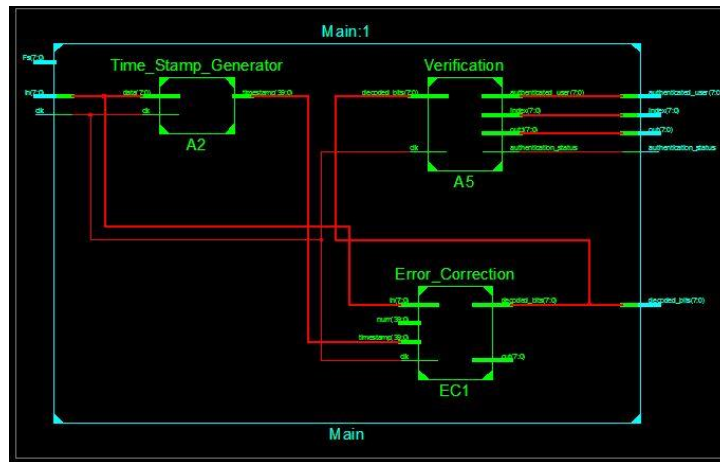 Main:1
Fs(7:0)
Time_Stamp_Generator
Verification
In(7:0)
data(7:0)
timestamp(39:0)
decoded_bits(7:0)
authenticated_user(7:0)
authenticated_user(7:0)
clk
clk
index(7:0)
index(7:0)
out(7:0)
A2
clk
authentication_status
authentication_status
A5
Error_Correction
in(7:0)
decoded_bits(7:0)
decoded_bits(7:0)
num(39:0)
timestamp(39:0)
clk
out(7:0)
EC1
Main